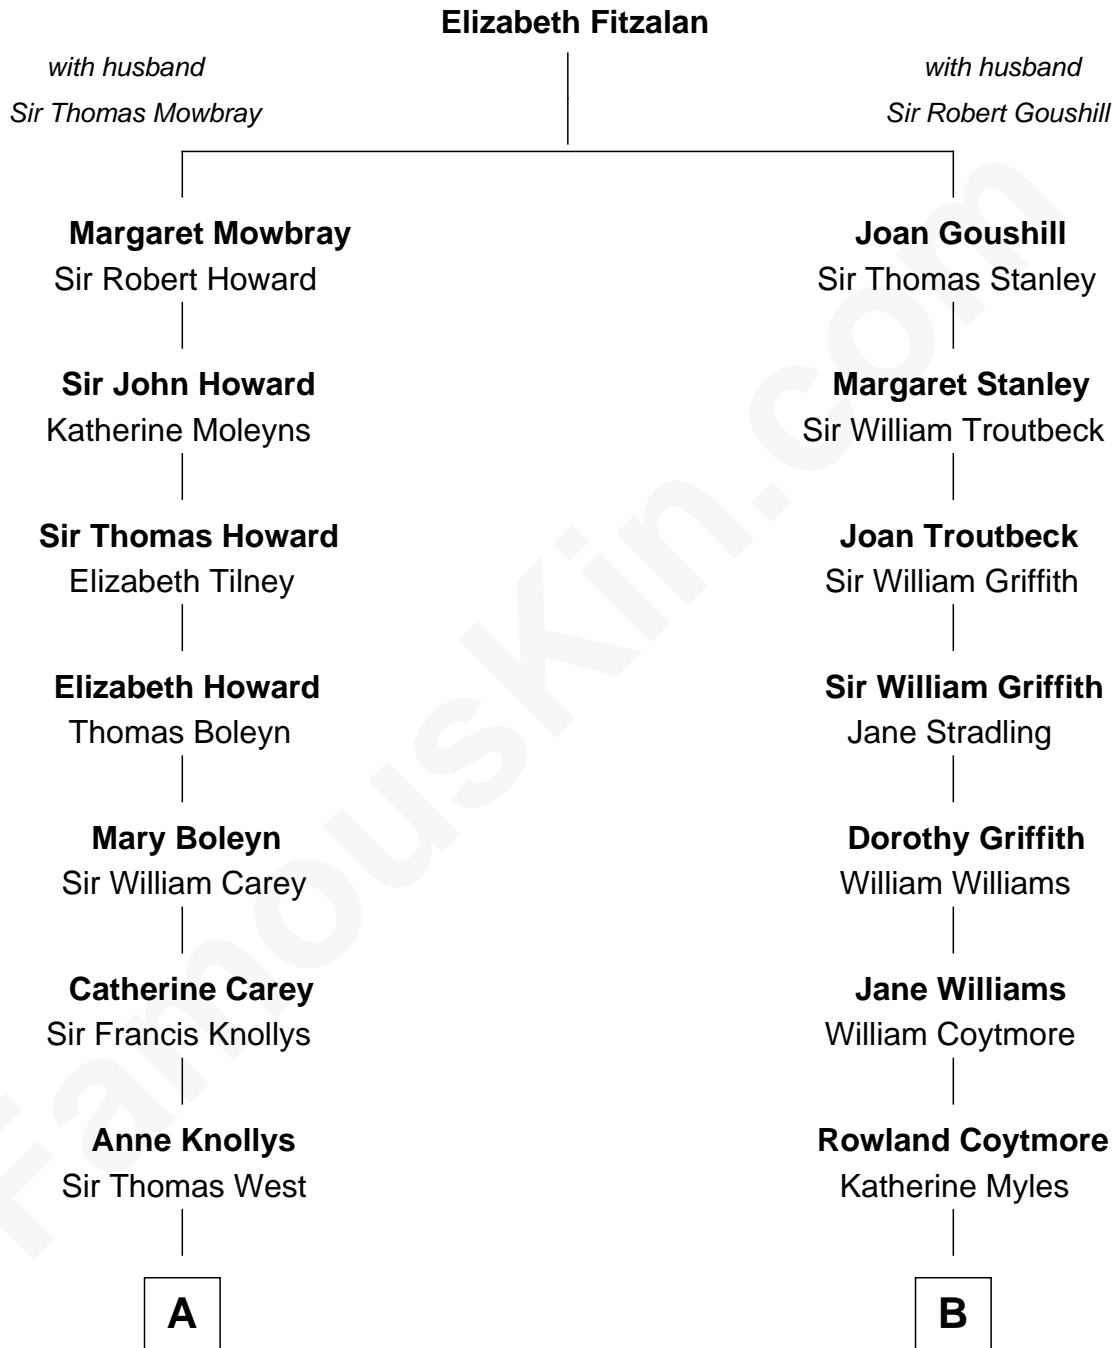 Elizabeth Fitzalan
with husband
Sir Thomas Mowbray
with husband
Sir Robert Goushill
Margaret Mowbray
Sir Robert Howard
Joan Goushill
Sir Thomas Stanley
Sir John Howard
Katherine Moleyns
Margaret Stanley
Sir William Troutbeck
Sir Thomas Howard
Elizabeth Tilney
Joan Troutbeck
Sir William Griffith
Elizabeth Howard
Thomas Boleyn
Sir William Griffith
Jane Stradling
Mary Boleyn
Sir William Carey
Dorothy Griffith
William Williams
Catherine Carey
Sir Francis Knollys
Jane Williams
William Coytmore
Anne Knollys
Sir Thomas West
Rowland Coytmore
Katherine Myles
A
B
FamousKin.com